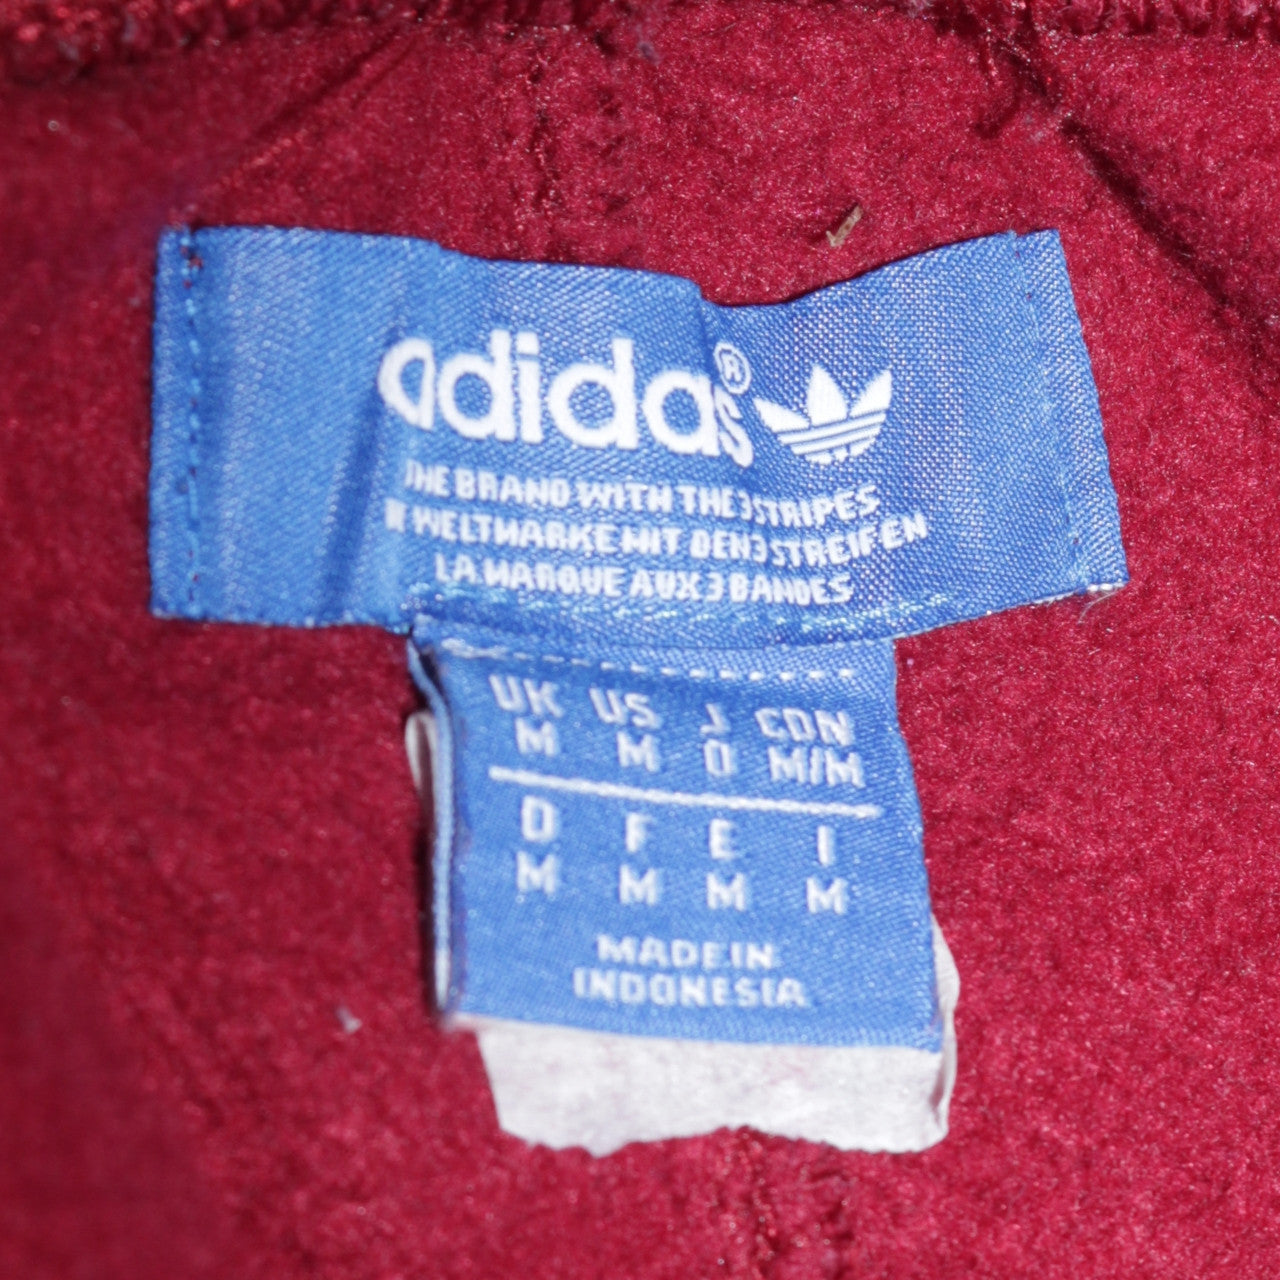 adidas®
THE BRAND WITH THE 3 STRIPES
WELTMARKE MIT DEN 3 STREIFEN
LA MARQUE AUX 3 BANDES
UK US J CDN
M M O M/M
D F E I
M M M M
MADE IN
INDONESIA